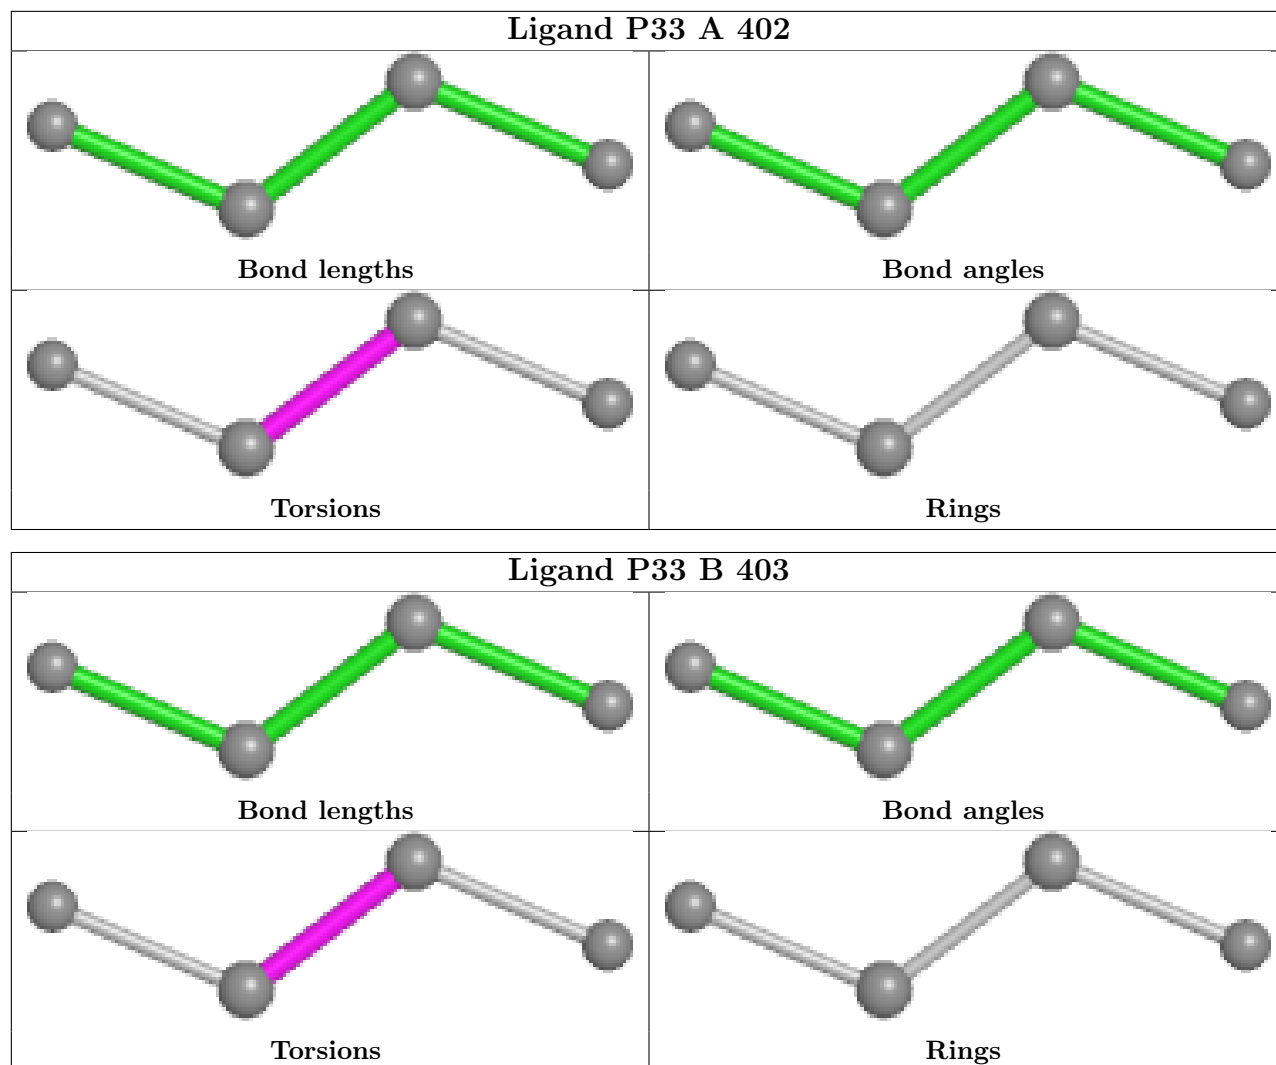 Ligand P33 A 402
Bond lengths
Bond angles
Torsions
Rings
Ligand P33 B 403
Bond lengths
Bond angles
Torsions
Rings